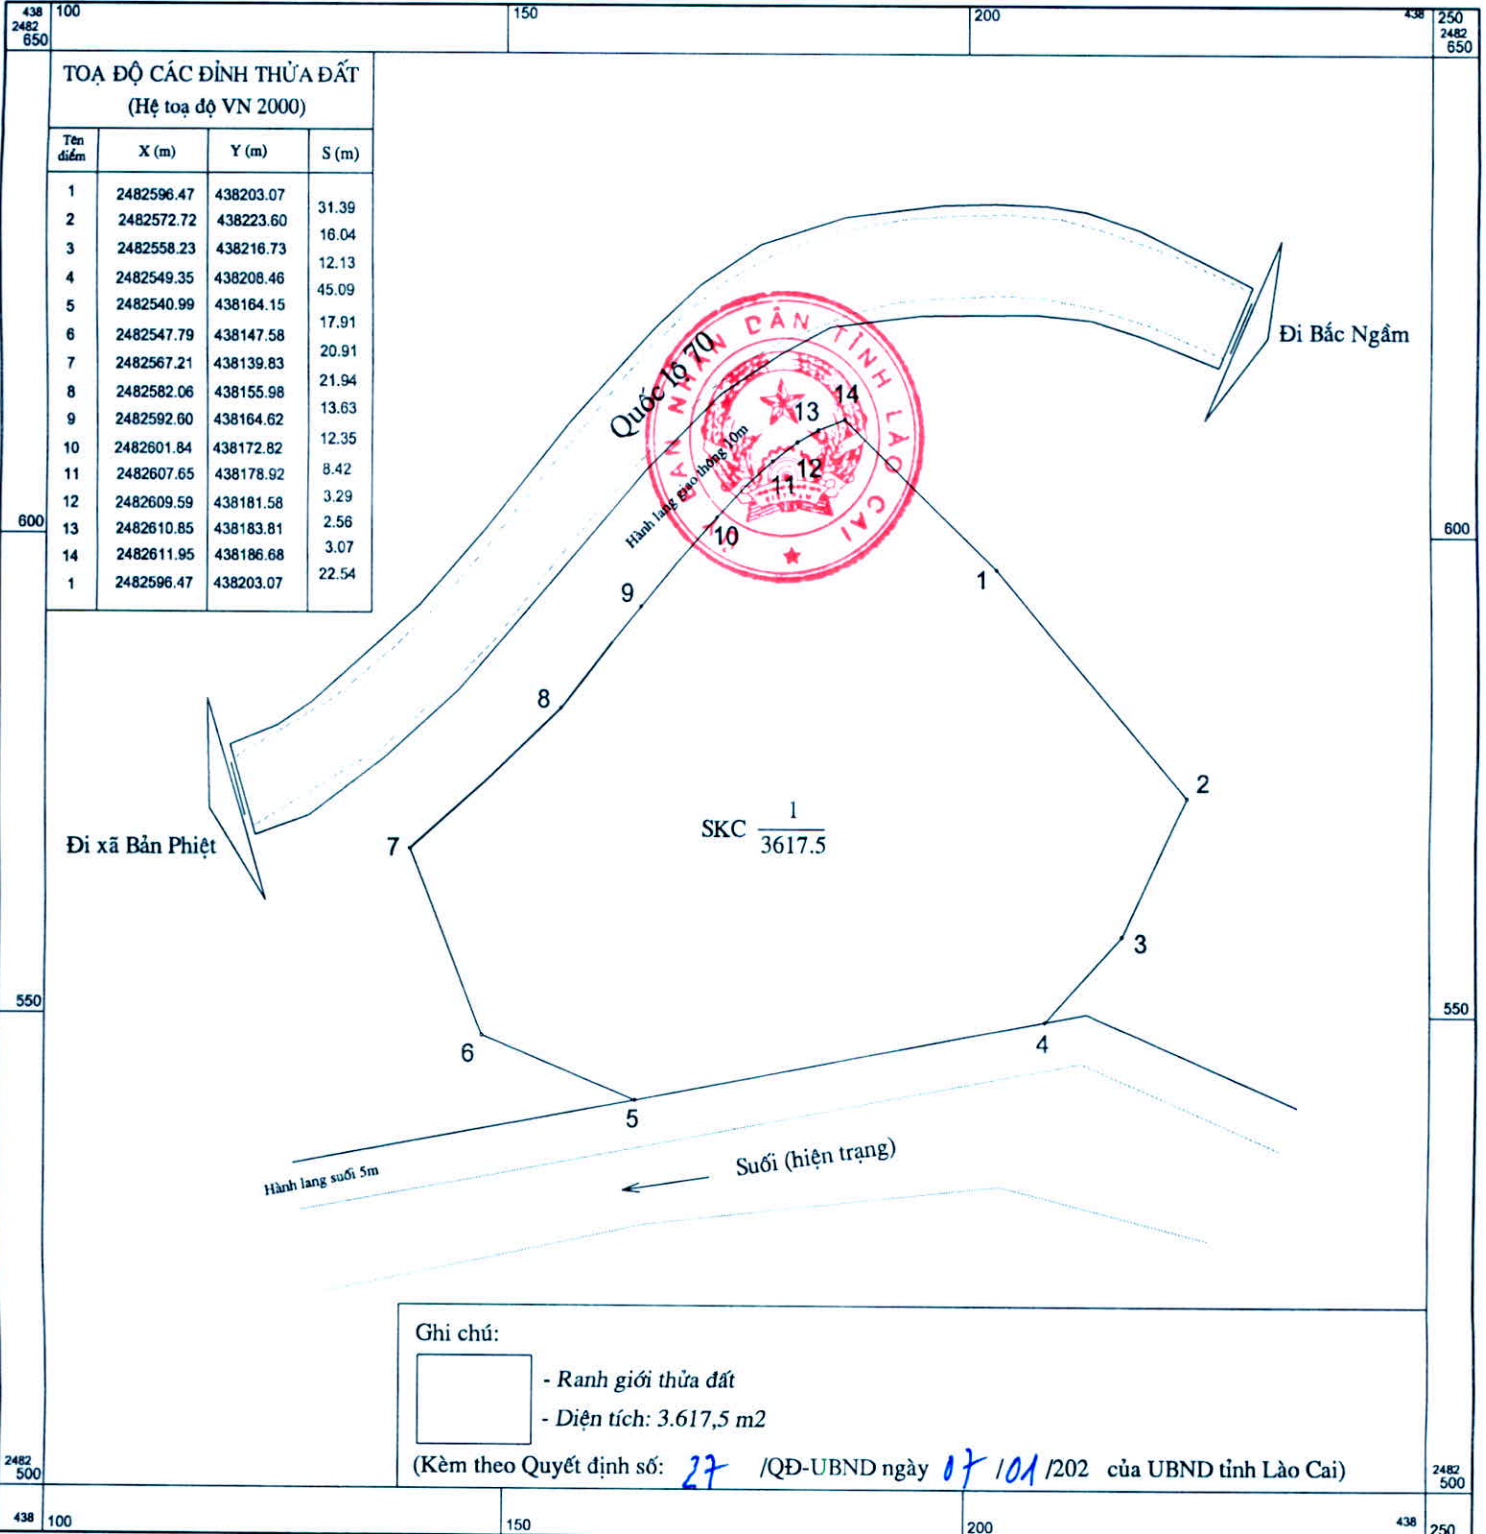 438 100 150 200 438 250
2482 2482
650 650
TOẠ ĐỘ CÁC ĐỈNH THỬA ĐẤT
(Hệ toạ độ VN 2000)
Tên điểm X (m) Y (m) S (m)
1 2482596.47 438203.07
31.39
2 2482572.72 438223.60
16.04
3 2482558.23 438216.73
12.13
4 2482549.35 438208.46
45.09
5 2482540.99 438164.15
17.91
6 2482547.79 438147.58
20.91
7 2482567.21 438139.83
21.94
8 2482582.06 438155.98
13.63
9 2482592.60 438164.62
12.35
10 2482601.84 438172.82
8.42
11 2482607.65 438178.92
3.29
12 2482609.59 438181.58
2.56
13 2482610.85 438183.81
3.07
14 2482611.95 438186.68
22.54
1 2482596.47 438203.07
Đi Bắc Ngầm
Quốc lộ 70
ỦY BAN NHÂN DÂN TỈNH LÀO CAI
Hành lang giao thông 10m
14
13
12
11
10
600 600
9
1
8
2
Đi xã Bản Phiệt
7
SKC 1
3617.5
3
550 550
6
4
5
Suối (hiện trạng)
Hành lang suối 5m
Ghi chú:
- Ranh giới thửa đất
- Diện tích: 3.617,5 m2
(Kèm theo Quyết định số: 27 /QĐ-UBND ngày 07 /01 /202 của UBND tỉnh Lào Cai)
2482 2482
500 500
438 100 150 200 438 250